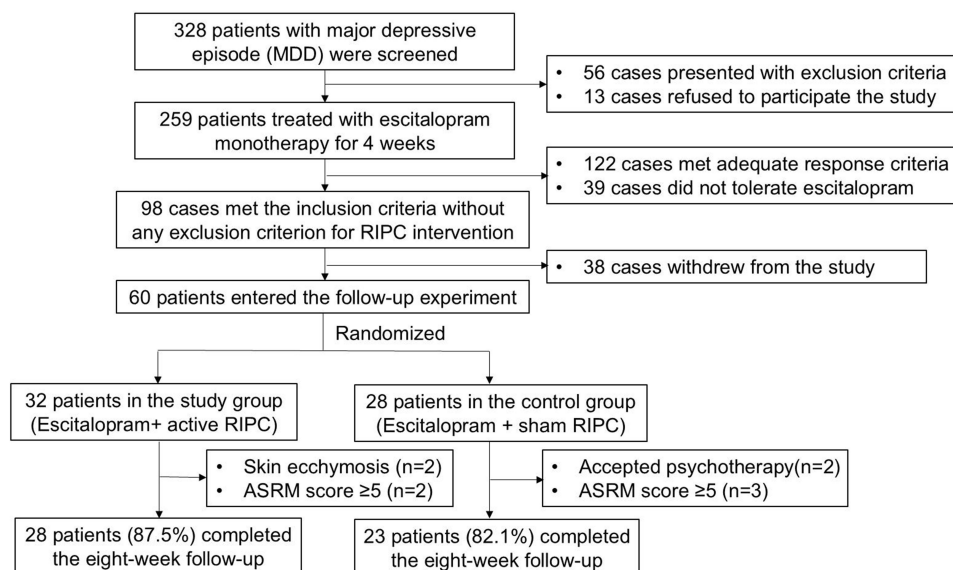 328 patients with major depressive
episode (MDD) were screened
• 56 cases presented with exclusion criteria
• 13 cases refused to participate the study
259 patients treated with escitalopram
monotherapy for 4 weeks
• 122 cases met adequate response criteria
• 39 cases did not tolerate escitalopram
98 cases met the inclusion criteria without
any exclusion criterion for RIPC intervention
• 38 cases withdrew from the study
60 patients entered the follow-up experiment
Randomized
32 patients in the study group
(Escitalopram+ active RIPC)
28 patients in the control group
(Escitalopram + sham RIPC)
• Skin ecchymosis (n=2)
• ASRM score ≥5 (n=2)
• Accepted psychotherapy(n=2)
• ASRM score ≥5 (n=3)
28 patients (87.5%) completed
the eight-week follow-up
23 patients (82.1%) completed
the eight-week follow-up